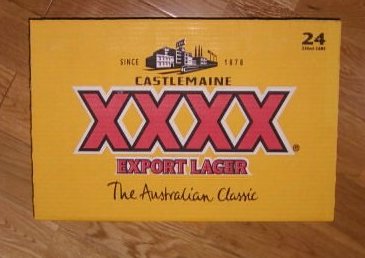 24
SINCE 1878
CASTLEMAINE
XXXX
®
EXPORT LAGER
The Australian Classic